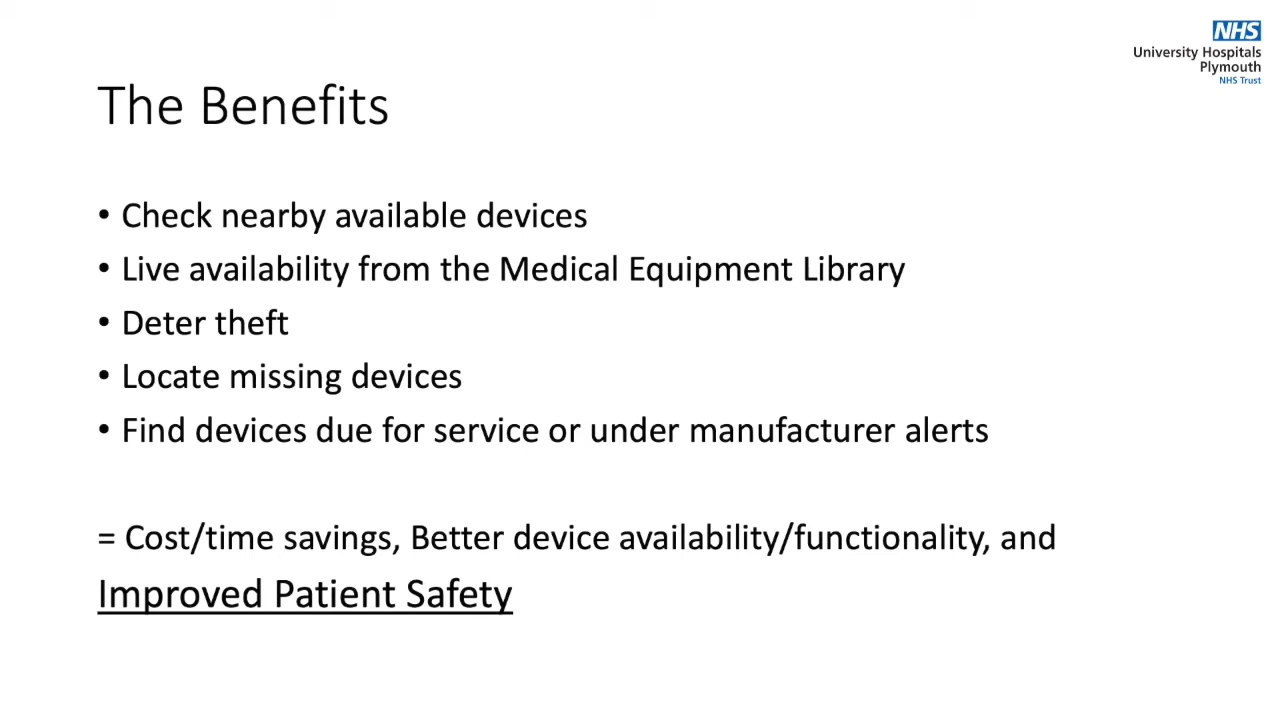 NHS
University Hospitals
Plymouth
NHS Trust
The Benefits
• Check nearby available devices
• Live availability from the Medical Equipment Library
• Deter theft
• Locate missing devices
• Find devices due for service or under manufacturer alerts
= Cost/time savings, Better device availability/functionality, and
Improved Patient Safety